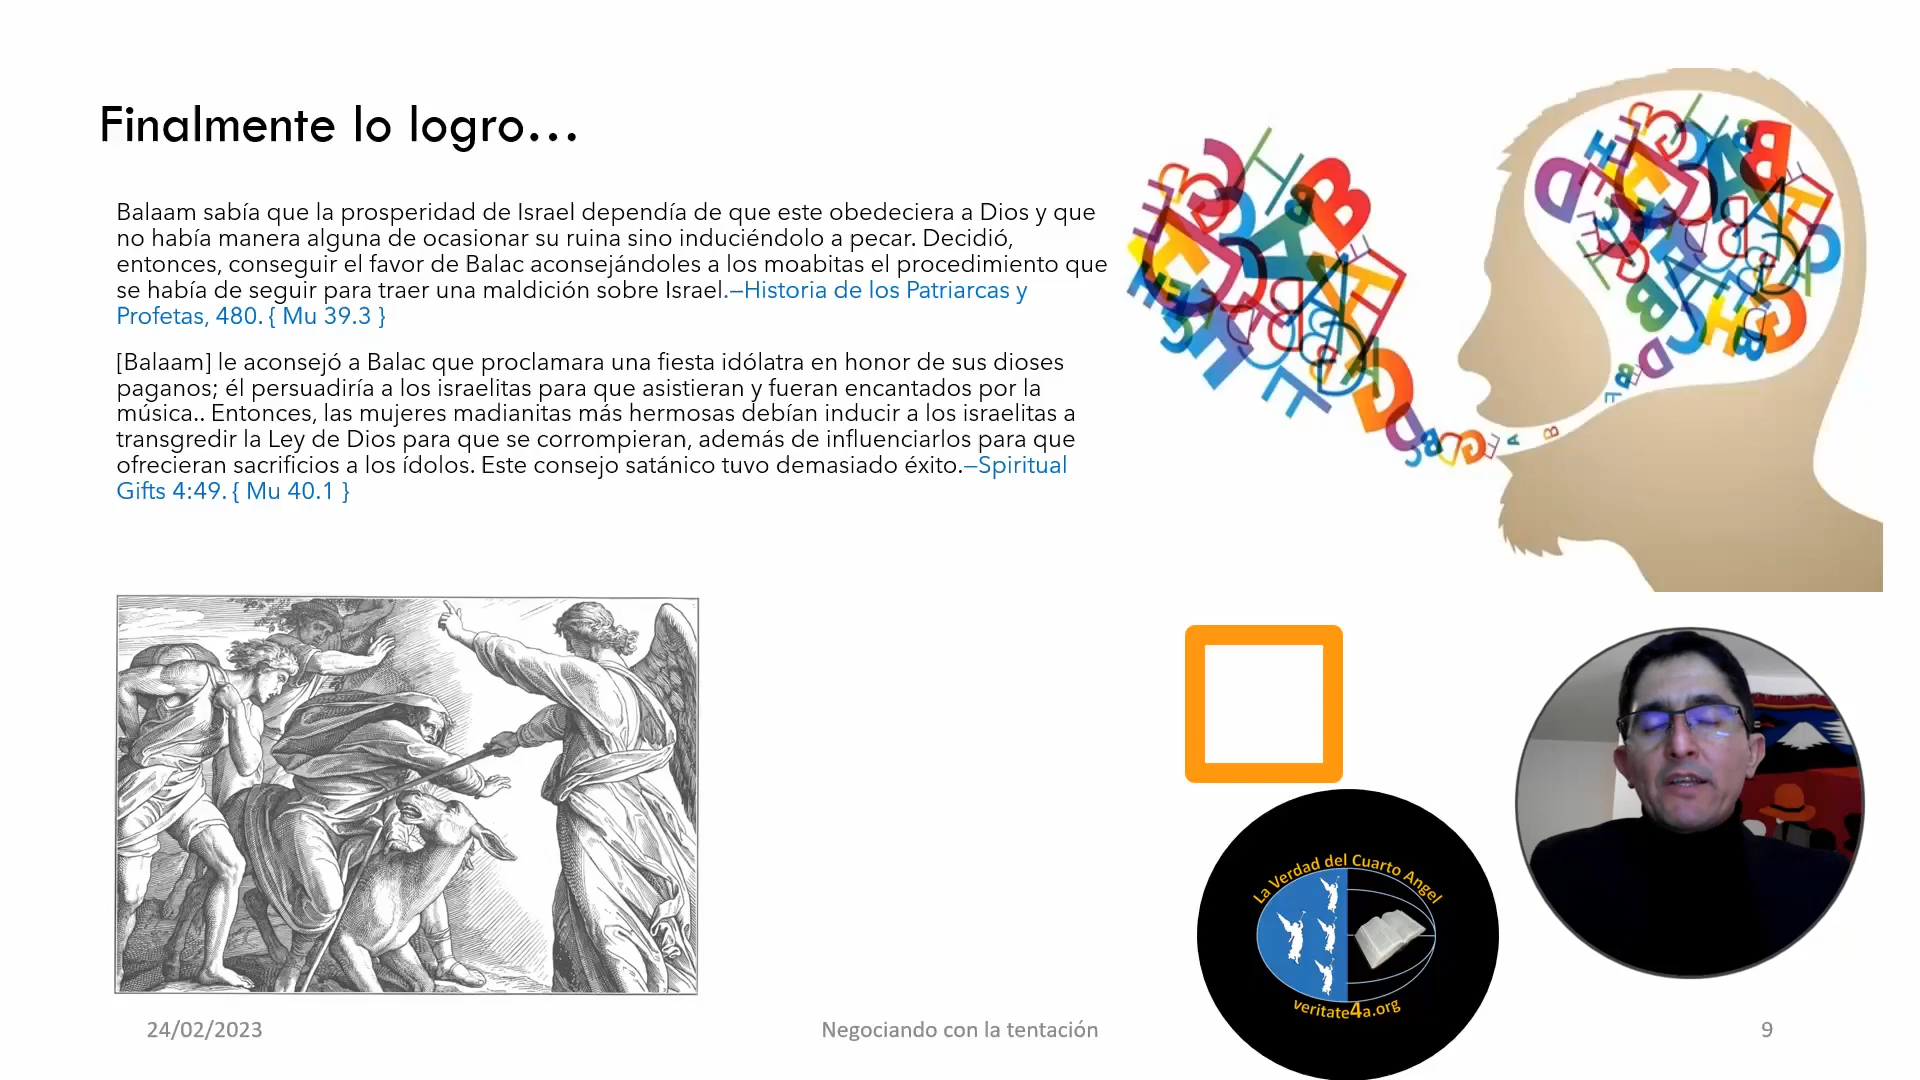 Finalmente lo logro...
Balaam sabía que la prosperidad de Israel dependía de que este obedeciera a Dios y que
no había manera alguna de ocasionar su ruina sino induciéndolo a pecar. Decidió,
entonces, conseguir el favor de Balac aconsejándoles a los moabitas el procedimiento que
se había de seguir para traer una maldición sobre Israel.—Historia de los Patriarcas y
Profetas, 480. { Mu 39.3 }
[Balaam] le aconsejó a Balac que proclamara una fiesta idólatra en honor de sus dioses
paganos; él persuadiría a los israelitas para que asistieran y fueran encantados por la
música.. Entonces, las mujeres madianitas más hermosas debían inducir a los israelitas a
transgredir la Ley de Dios para que se corrompieran, además de influenciarlos para que
ofrecieran sacrificios a los ídolos. Este consejo satánico tuvo demasiado éxito.—Spiritual
Gifts 4:49. { Mu 40.1 }
La Verdad del Cuarto Angel
veritate4a.org
24/02/2023
Negociando con la tentación
9